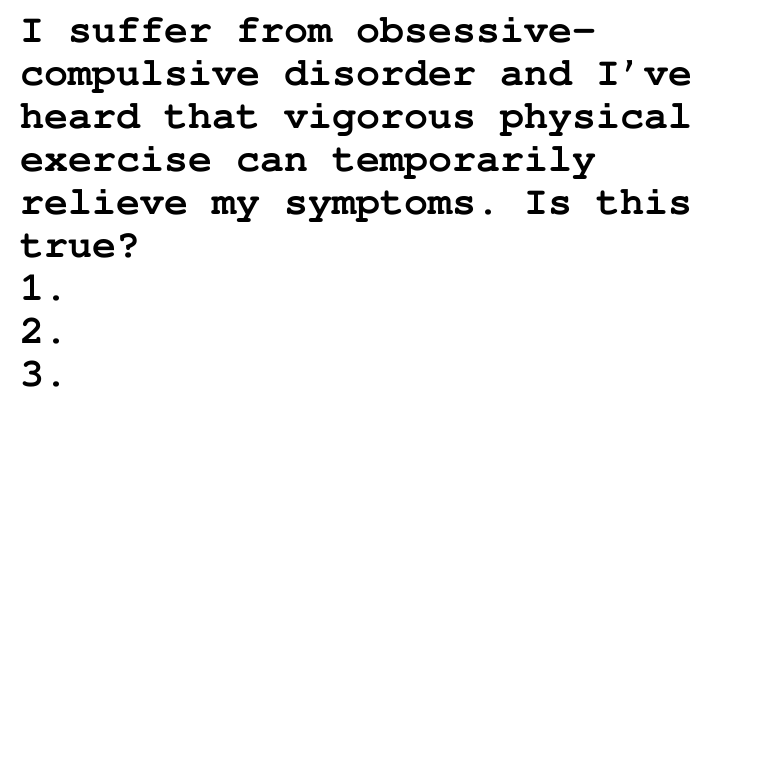 I suffer from obsessive-
compulsive disorder and I've
heard that vigorous physical
exercise can temporarily
relieve my symptoms. Is this
true?
1.
2.
3.